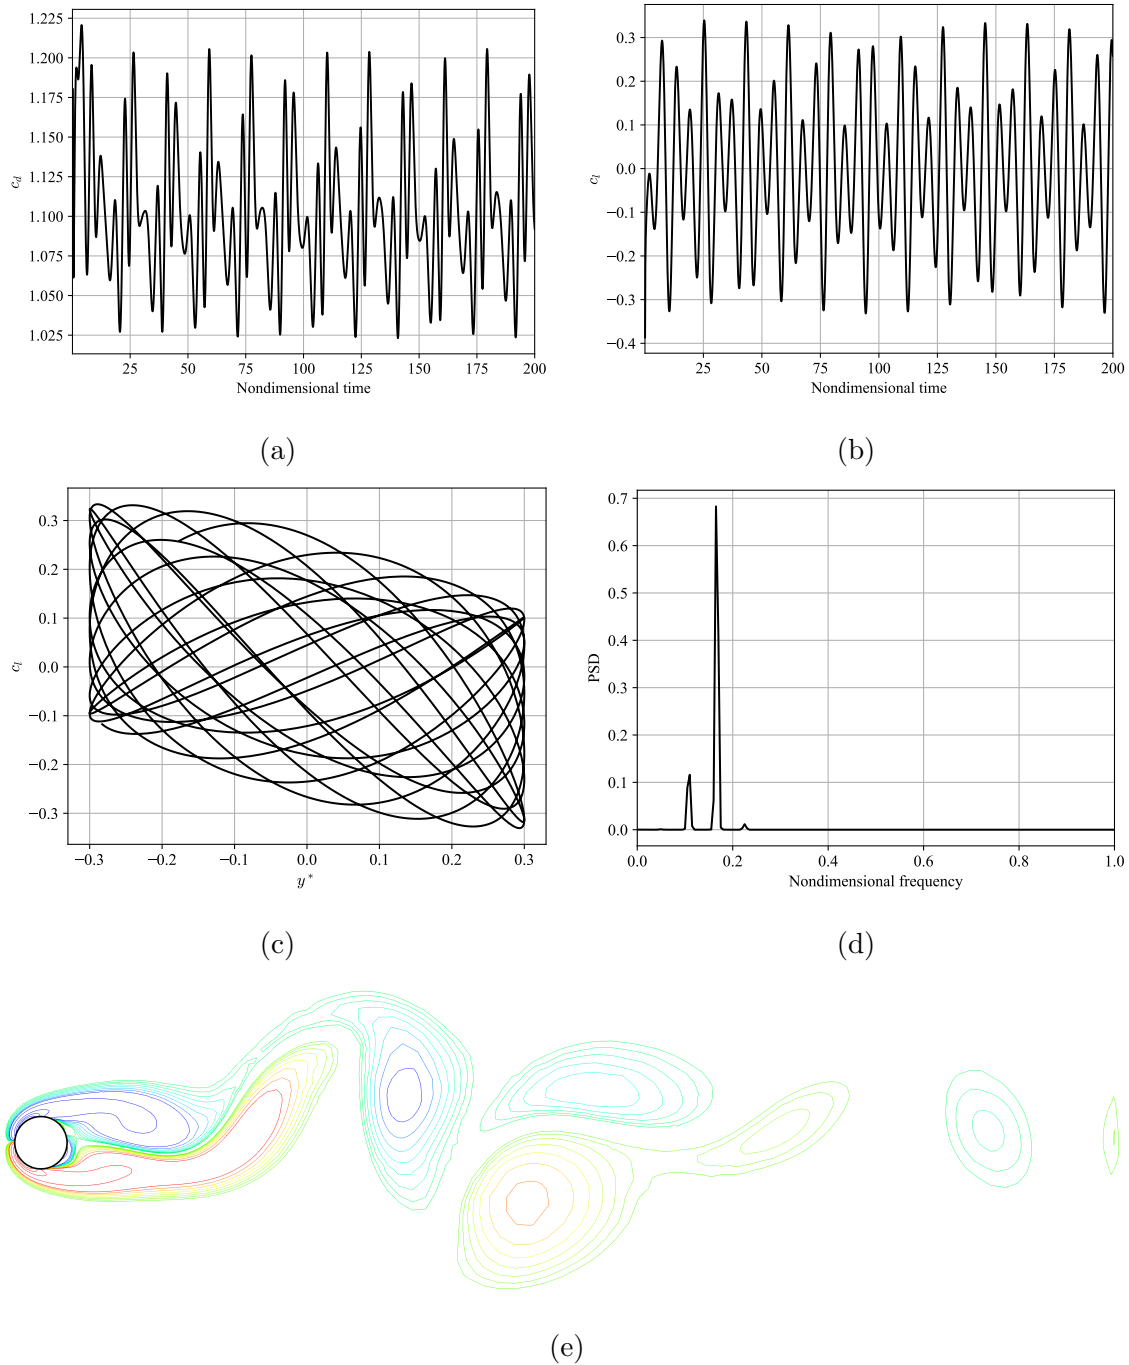 1.225
1.200
1.175
1.150
1.125
1.100
1.075
1.050
1.025
c_d
25 50 75 100 125 150 175 200
Nondimensional time
(a)
0.3
0.2
0.1
0.0
−0.1
−0.2
−0.3
−0.4
c_l
25 50 75 100 125 150 175 200
Nondimensional time
(b)
0.3
0.2
0.1
0.0
−0.1
−0.2
−0.3
c_l
−0.3 −0.2 −0.1 0.0 0.1 0.2 0.3
y*
(c)
0.7
0.6
0.5
0.4
0.3
0.2
0.1
0.0
PSD
0.0 0.2 0.4 0.6 0.8 1.0
Nondimensional frequency
(d)
(e)